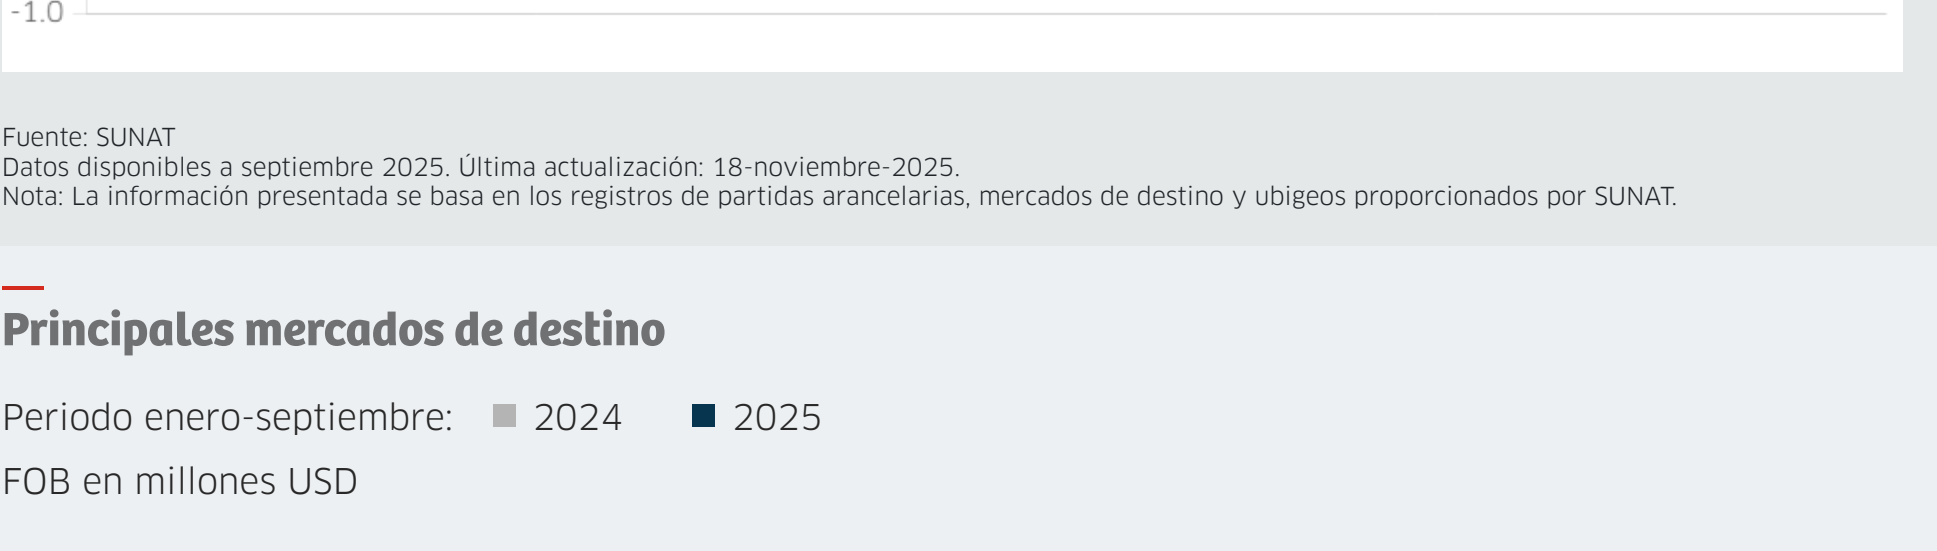 -1.0
Fuente: SUNAT
Datos disponibles a septiembre 2025. Última actualización: 18-noviembre-2025.
Nota: La información presentada se basa en los registros de partidas arancelarias, mercados de destino y ubigeos proporcionados por SUNAT.
Principales mercados de destino
Periodo enero-septiembre: 2024 2025
FOB en millones USD